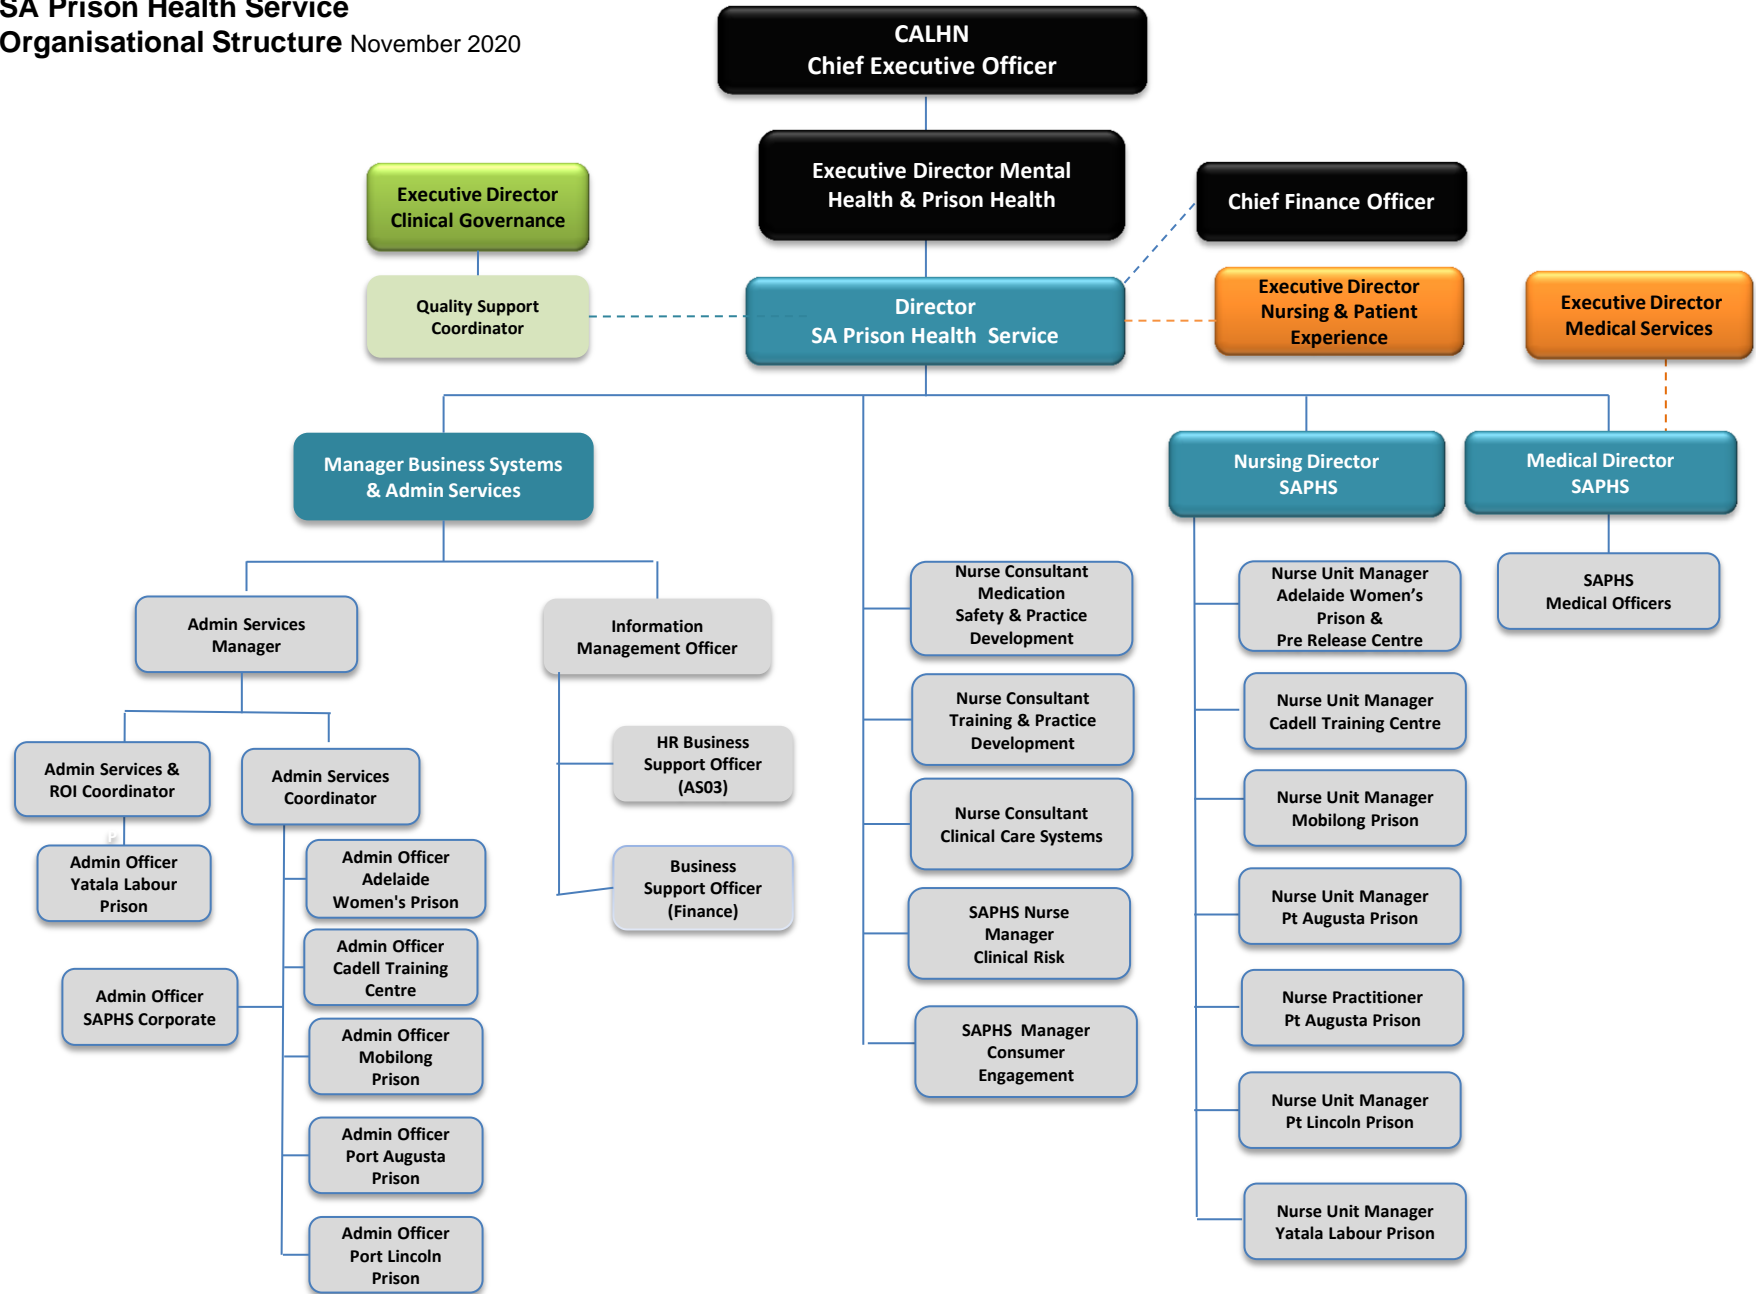 SA Prison Health Service
Organisational Structure November 2020
CALHN
Chief Executive Officer
Executive Director Mental
Health & Prison Health
Executive Director
Clinical Governance
Chief Finance Officer
Quality Support
Coordinator
Director
SA Prison Health Service
Executive Director
Nursing & Patient
Experience
Executive Director
Medical Services
Manager Business Systems
& Admin Services
Nursing Director
SAPHS
Medical Director
SAPHS
Admin Services
Manager
Information
Management Officer
Nurse Consultant
Medication
Safety & Practice
Development
Nurse Unit Manager
Adelaide Women’s
Prison &
Pre Release Centre
SAPHS
Medical Officers
Nurse Consultant
Training & Practice
Development
Nurse Unit Manager
Cadell Training Centre
Admin Services &
ROI Coordinator
Admin Services
Coordinator
HR Business
Support Officer
(AS03)
Nurse Consultant
Clinical Care Systems
Nurse Unit Manager
Mobilong Prison
P
Admin Officer
Yatala Labour
Prison
Admin Officer
Adelaide
Women's Prison
Business
Support Officer
(Finance)
SAPHS Nurse
Manager
Clinical Risk
Nurse Unit Manager
Pt Augusta Prison
Admin Officer
Cadell Training
Centre
Admin Officer
SAPHS Corporate
Nurse Practitioner
Pt Augusta Prison
Admin Officer
Mobilong
Prison
SAPHS Manager
Consumer
Engagement
Nurse Unit Manager
Pt Lincoln Prison
Admin Officer
Port Augusta
Prison
Nurse Unit Manager
Yatala Labour Prison
Admin Officer
Port Lincoln
Prison